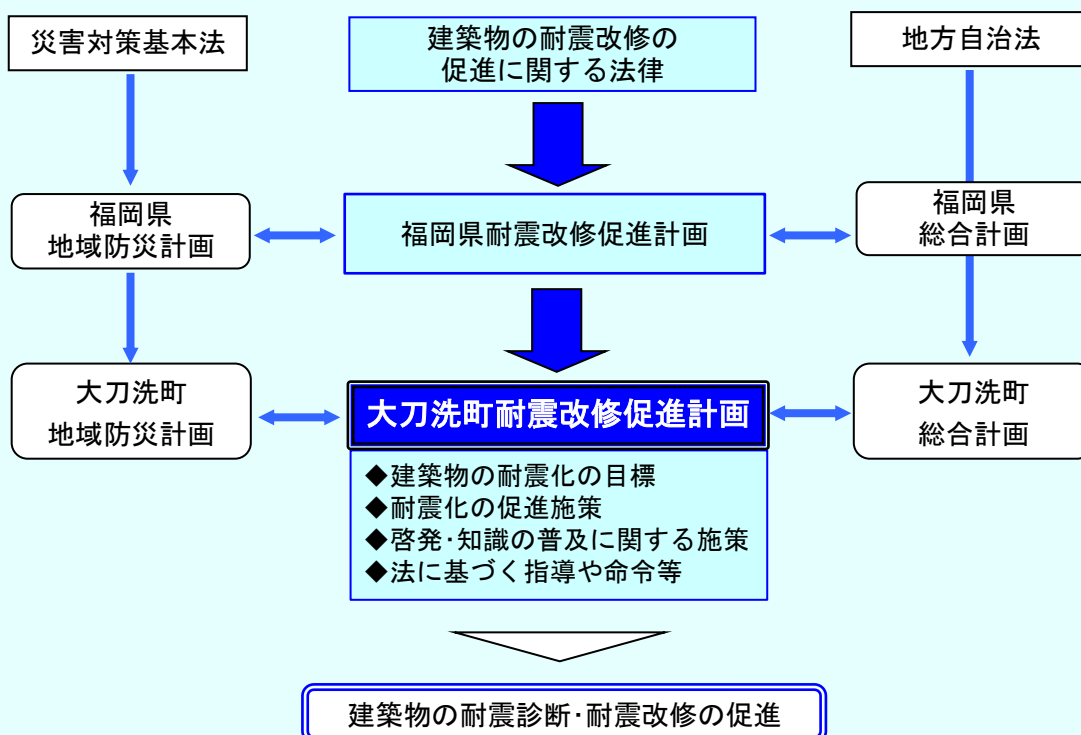 災害対策基本法
建築物の耐震改修の
促進に関する法律
地方自治法
福岡県
地域防災計画
福岡県耐震改修促進計画
福岡県
総合計画
大刀洗町
地域防災計画
大刀洗町耐震改修促進計画
大刀洗町
総合計画
◆建築物の耐震化の目標
◆耐震化の促進施策
◆啓発・知識の普及に関する施策
◆法に基づく指導や命令等
建築物の耐震診断・耐震改修の促進